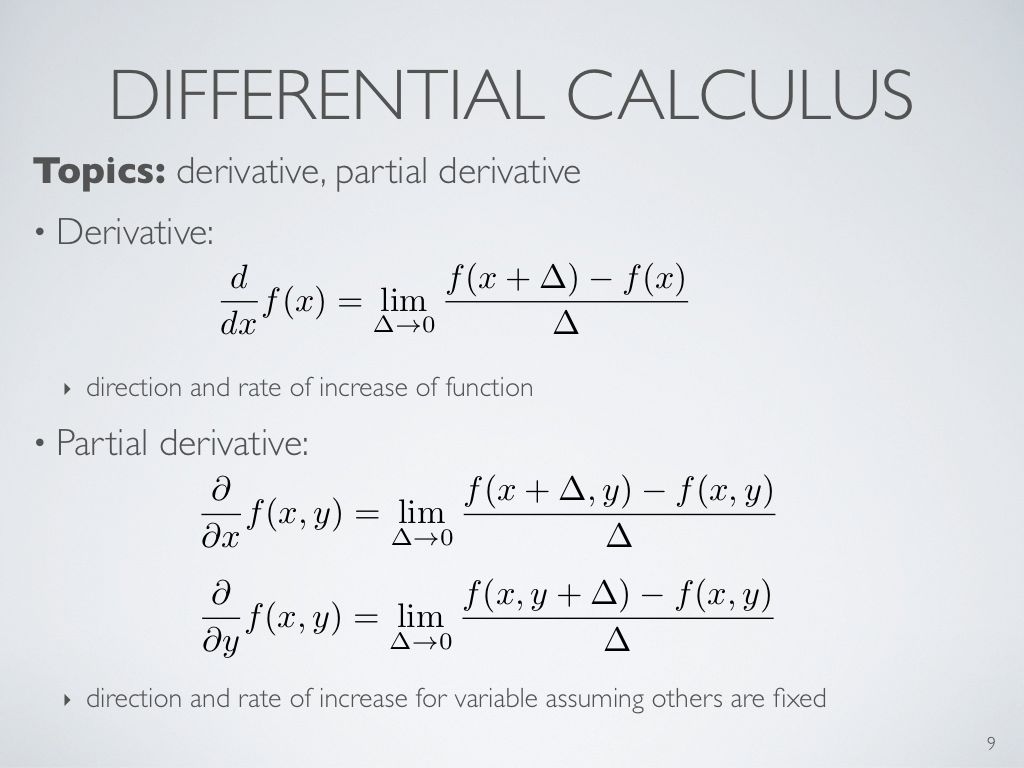 DIFFERENTIAL CALCULUS
Topics: derivative, partial derivative
• Derivative:
\frac{d}{dx} f(x) = \lim_{\Delta \to 0} \frac{f(x + \Delta) - f(x)}{\Delta}
‣ direction and rate of increase of function
• Partial derivative:
\frac{\partial}{\partial x} f(x, y) = \lim_{\Delta \to 0} \frac{f(x + \Delta, y) - f(x, y)}{\Delta}
\frac{\partial}{\partial y} f(x, y) = \lim_{\Delta \to 0} \frac{f(x, y + \Delta) - f(x, y)}{\Delta}
‣ direction and rate of increase for variable assuming others are fixed
9